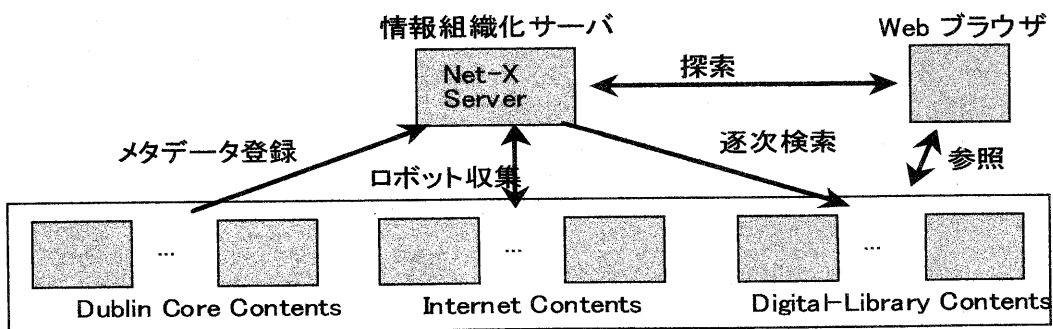 情報組織化サーバ
Web ブラウザ
Net-X
Server
探索
メタデータ登録
ロボット収集
逐次検索
参照
...
...
...
Dublin Core Contents
Internet Contents
Digital-Library Contents